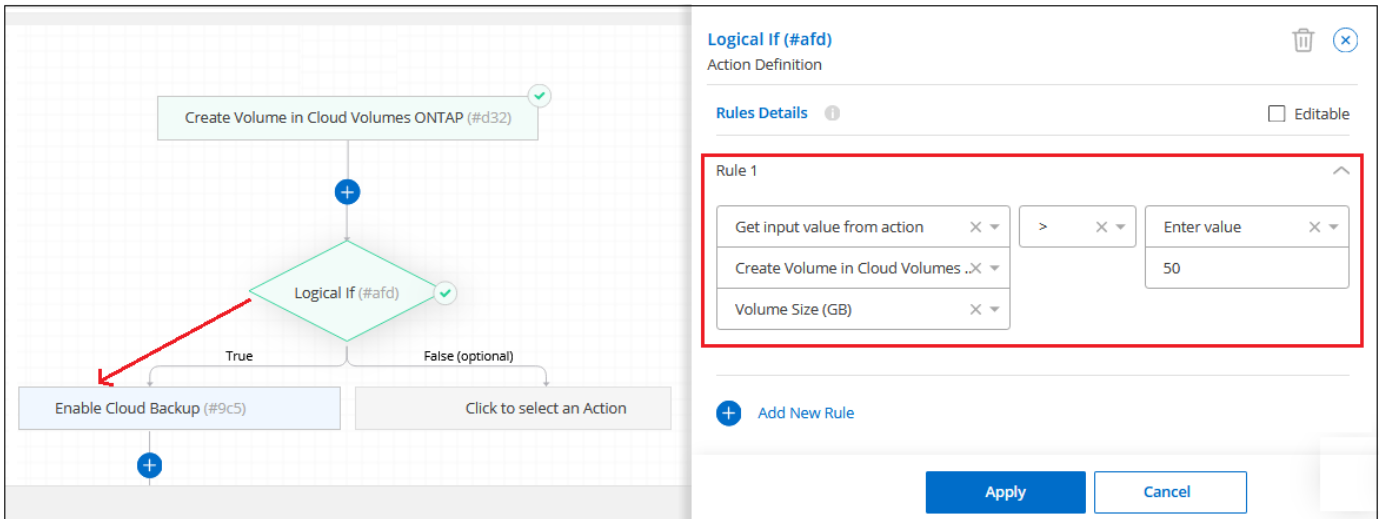 Create Volume in Cloud Volumes ONTAP (#d32)
Logical If (#afd)
True
False (optional)
Enable Cloud Backup (#9c5)
Click to select an Action
Logical If (#afd)
Action Definition
Rules Details
Editable
Rule 1
Get input value from action
>
Enter value
Create Volume in Cloud Volumes ..
50
Volume Size (GB)
Add New Rule
Apply
Cancel